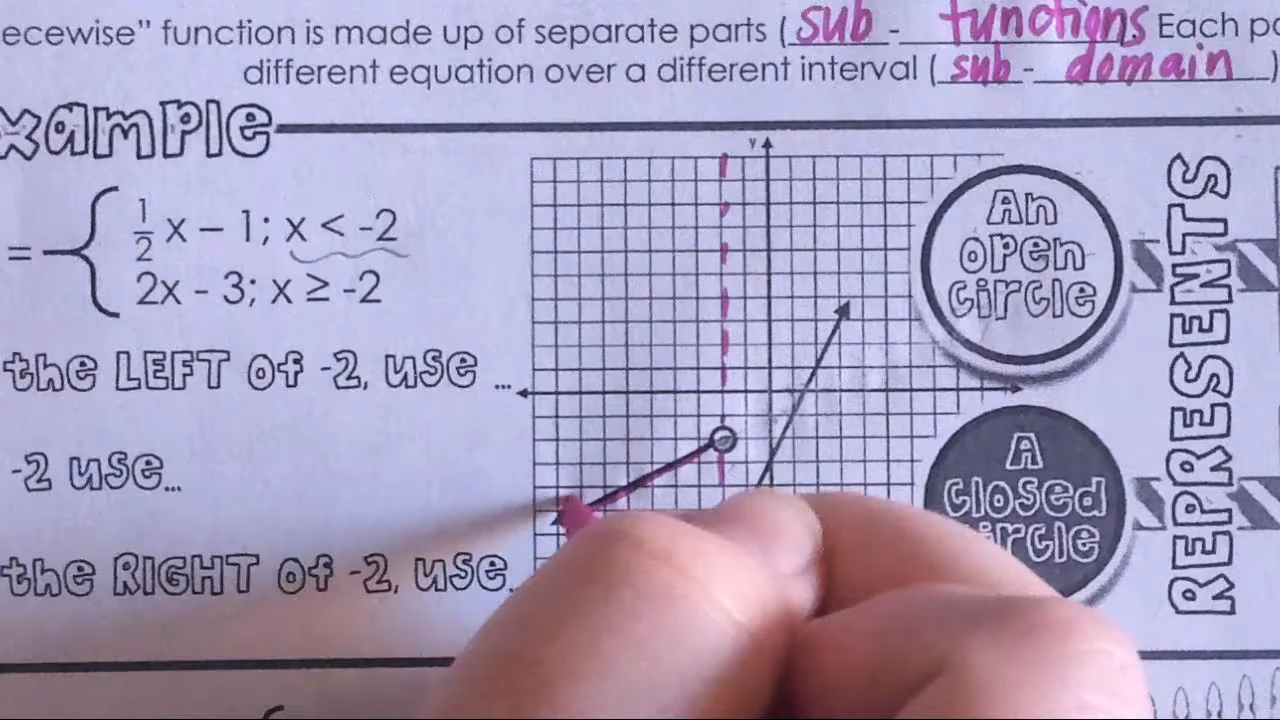 ecewise" function is made up of separate parts (sub - functions Each
different equation over a different interval (sub - domain)
xample
= { 1/2 x – 1; x < -2
2x - 3; x ≥ -2
y
An
open
circle
the LEFT of -2, use ...
A
closed
circle
-2 use...
the RIGHT of -2, use.
REPRESENTS